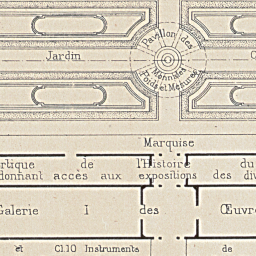 Pavillon des
Jardin
Monnaies
Poids et Mesures
Marquise
rtique de l'Histoire du
donnant accès aux expositions des div
Galerie I des Œuvre
et Cl.10 Instruments de